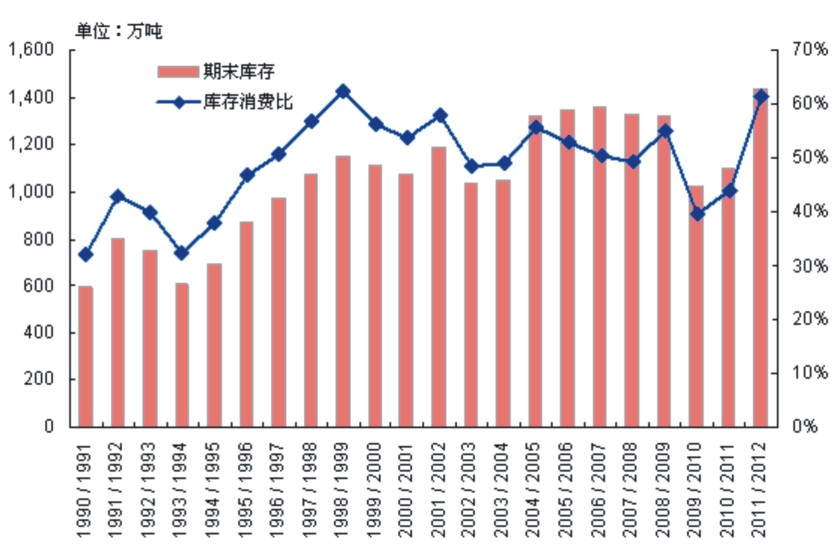 单位：万吨
期末库存
库存消费比
1,600
1,400
1,200
1,000
800
600
400
200
0
70%
60%
50%
40%
30%
20%
10%
0%
1990 / 1991
1991 / 1992
1992 / 1993
1993 / 1994
1994 / 1995
1995 / 1996
1996 / 1997
1997 / 1998
1998 / 1999
1999 / 2000
2000 / 2001
2001 / 2002
2002 / 2003
2003 / 2004
2004 / 2005
2005 / 2006
2006 / 2007
2007 / 2008
2008 / 2009
2009 / 2010
2010 / 2011
2011 / 2012